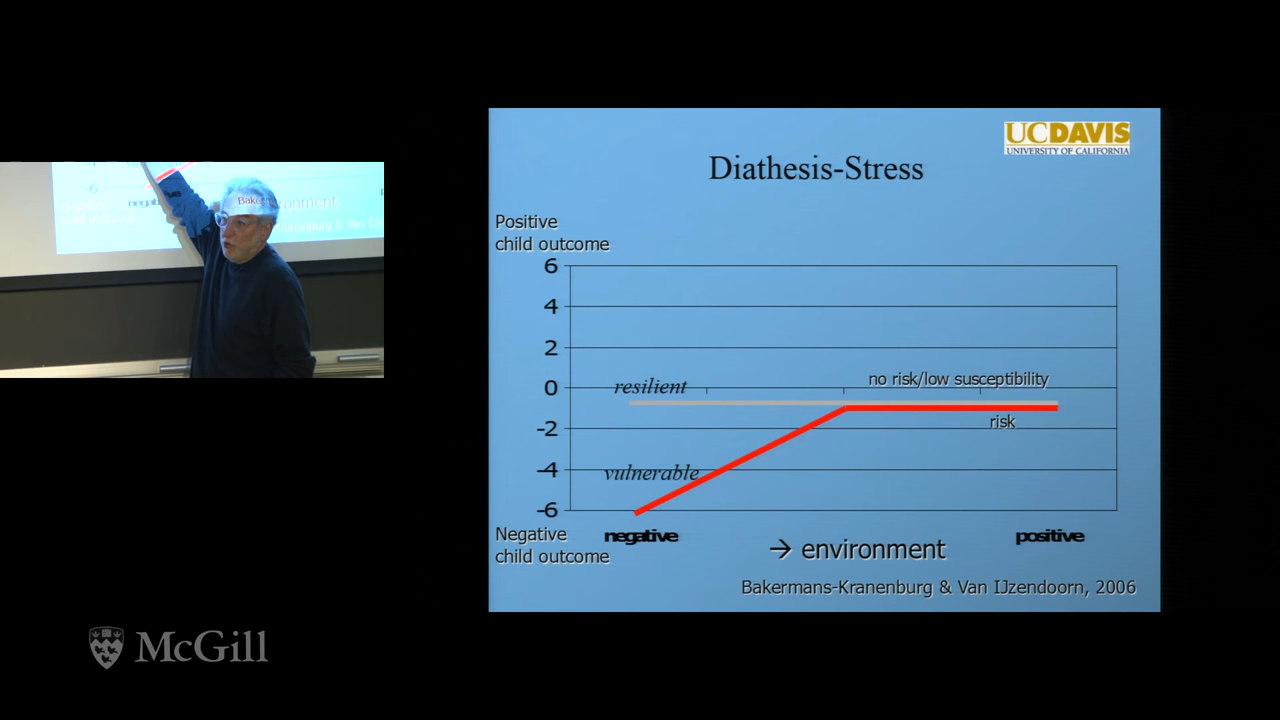 UCDAVIS
UNIVERSITY OF CALIFORNIA
Diathesis-Stress
Positive
child outcome
6
4
2
0
-2
-4
-6
resilient
no risk/low susceptibility
risk
vulnerable
Negative
child outcome
negative
→ environment
positive
Bakermans-Kranenburg & Van IJzendoorn, 2006
-6
McGill